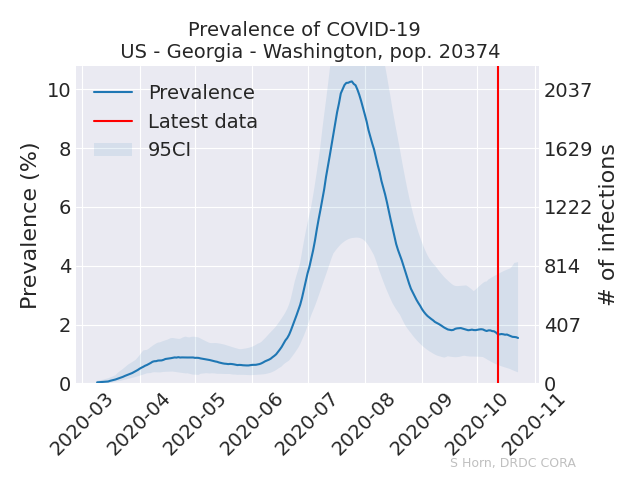 Prevalence of COVID-19
US - Georgia - Washington, pop. 20374
Prevalence
Latest data
95CI
Prevalence (%)
10
8
6
4
2
0
2037
1629
1222
814
407
0
# of infections
2020-03
2020-04
2020-05
2020-06
2020-07
2020-08
2020-09
2020-10
2020-11
S Horn, DRDC CORA